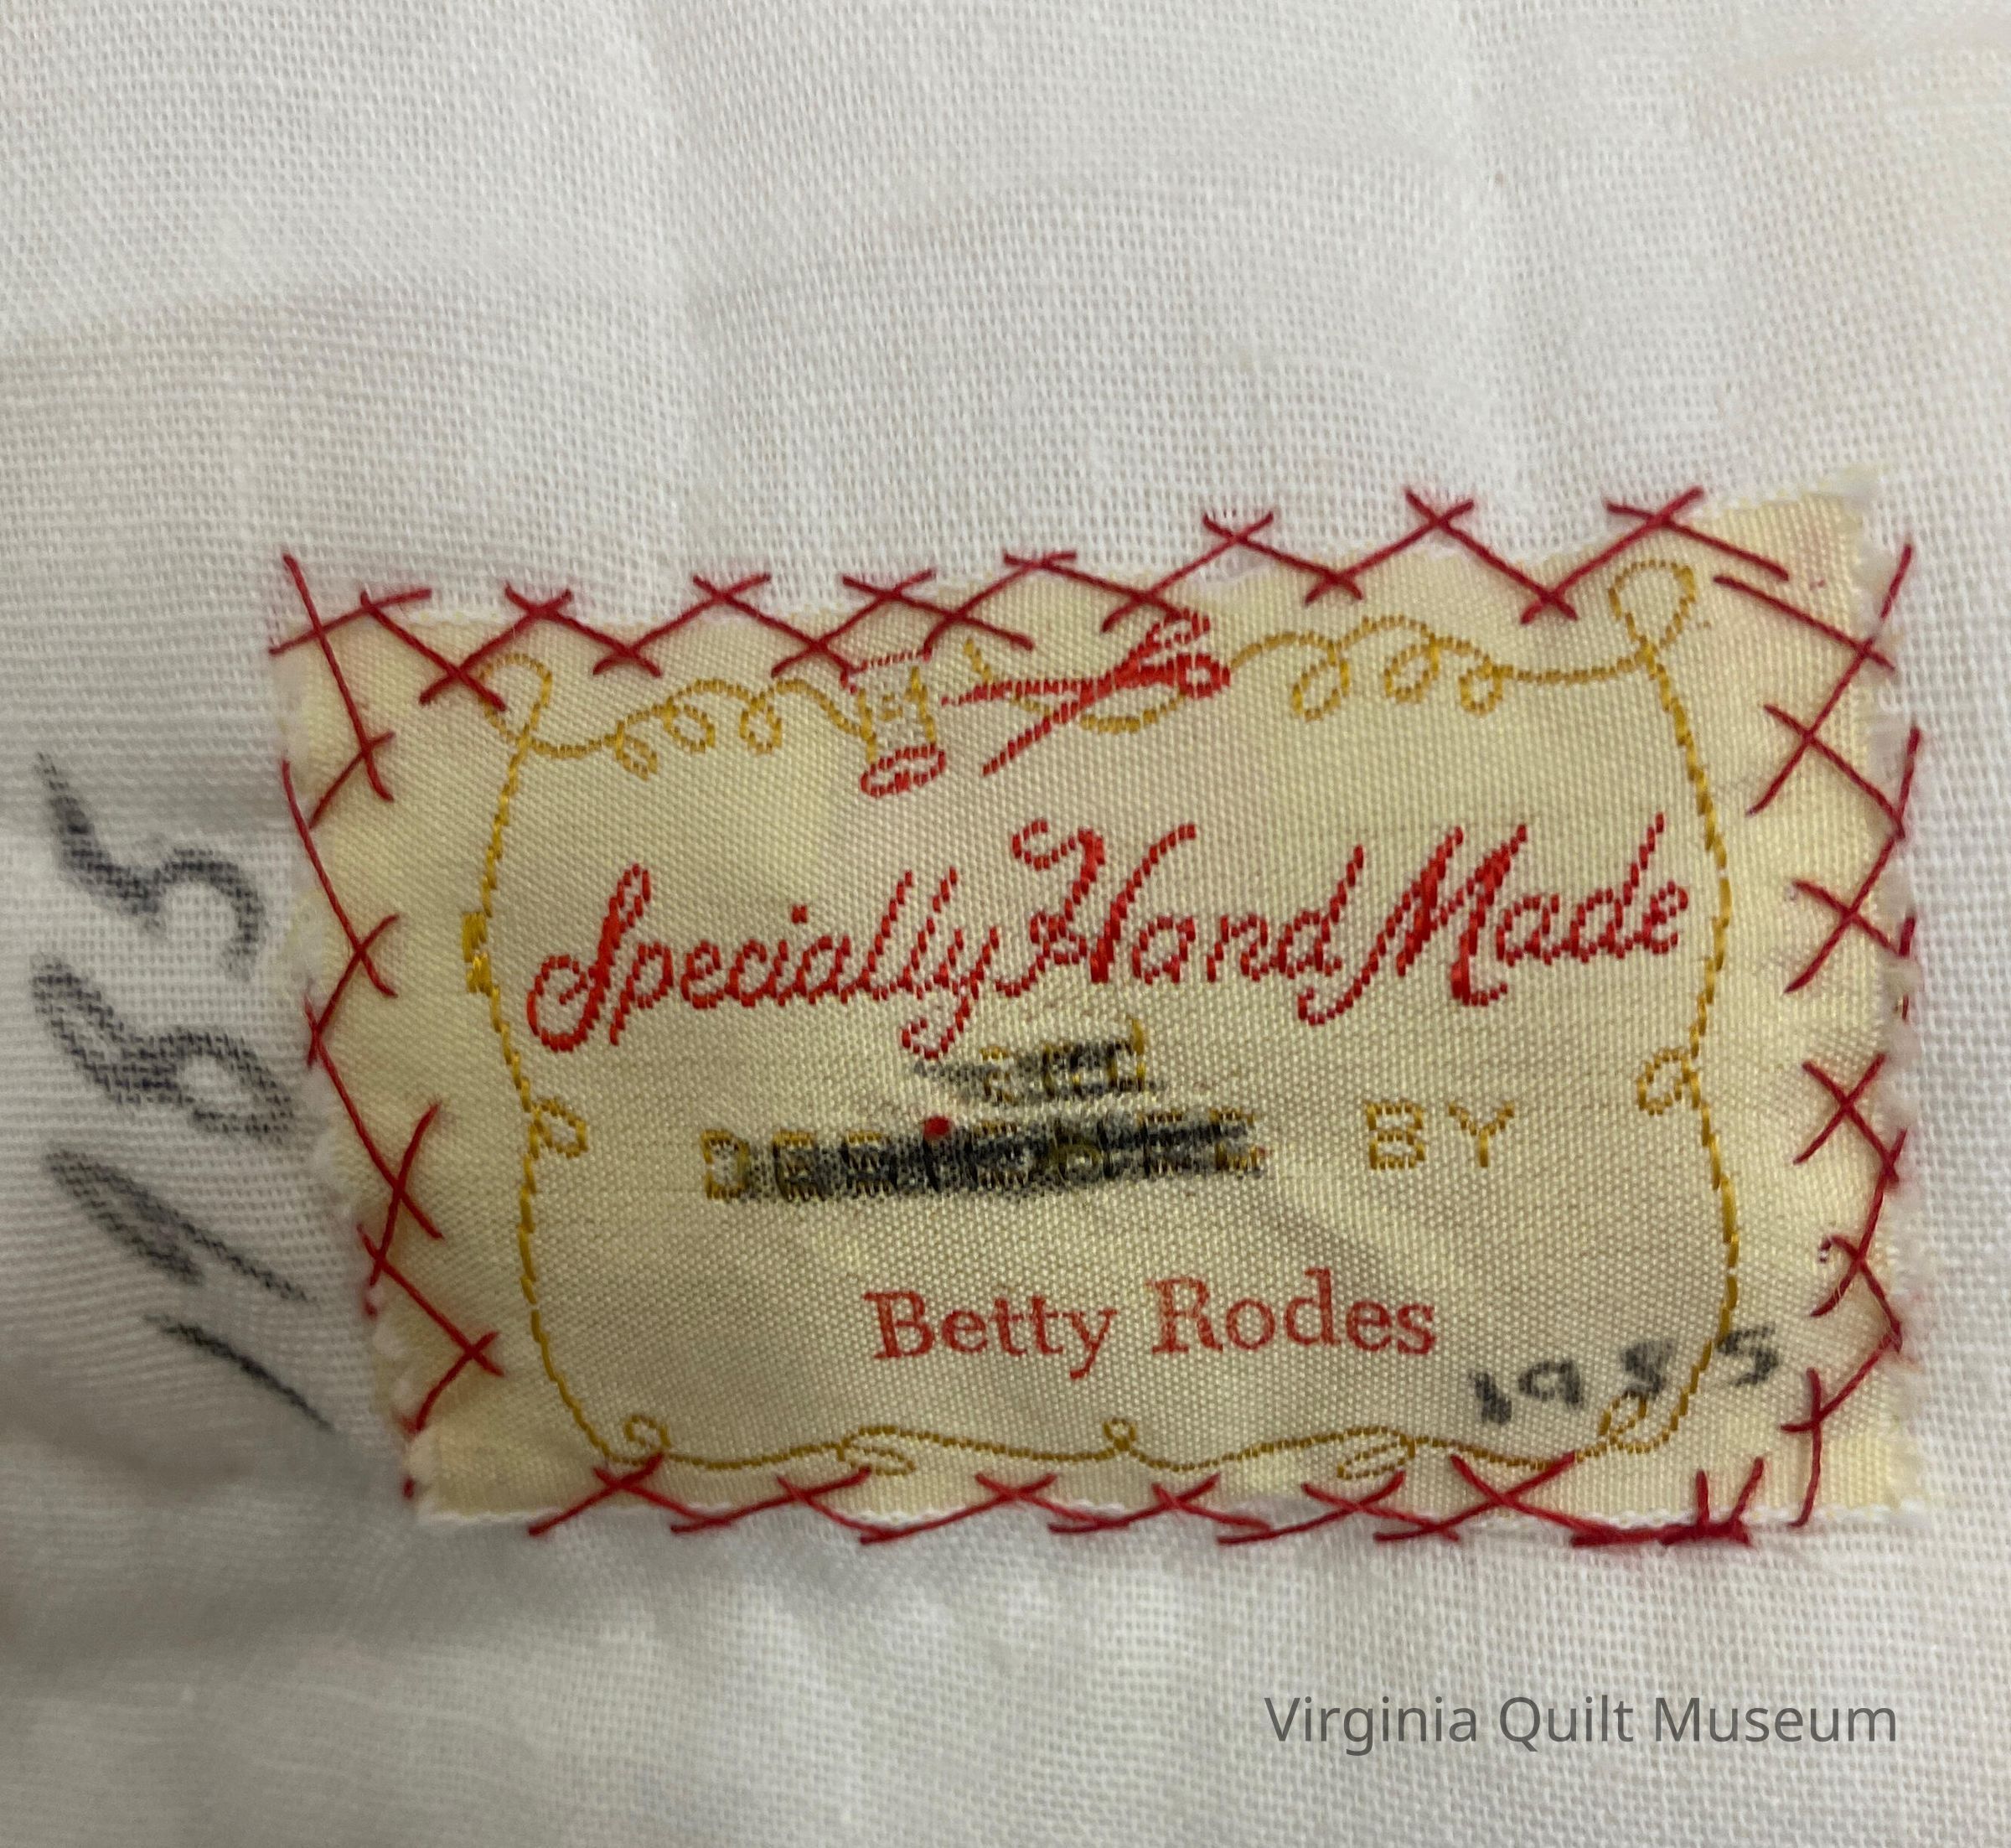 Specially Hand Made
BY
Betty Rodes
1985
1985
Virginia Quilt Museum